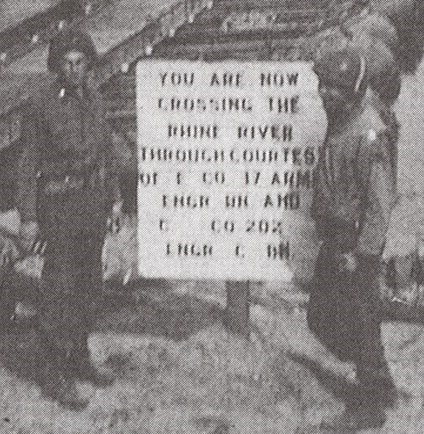 YOU ARE NOW
CROSSING THE
RHINE RIVER
THROUGH COURTES
OF E CO 17 ARM
ENGR BN AND
C CO 202
ENGR C BN